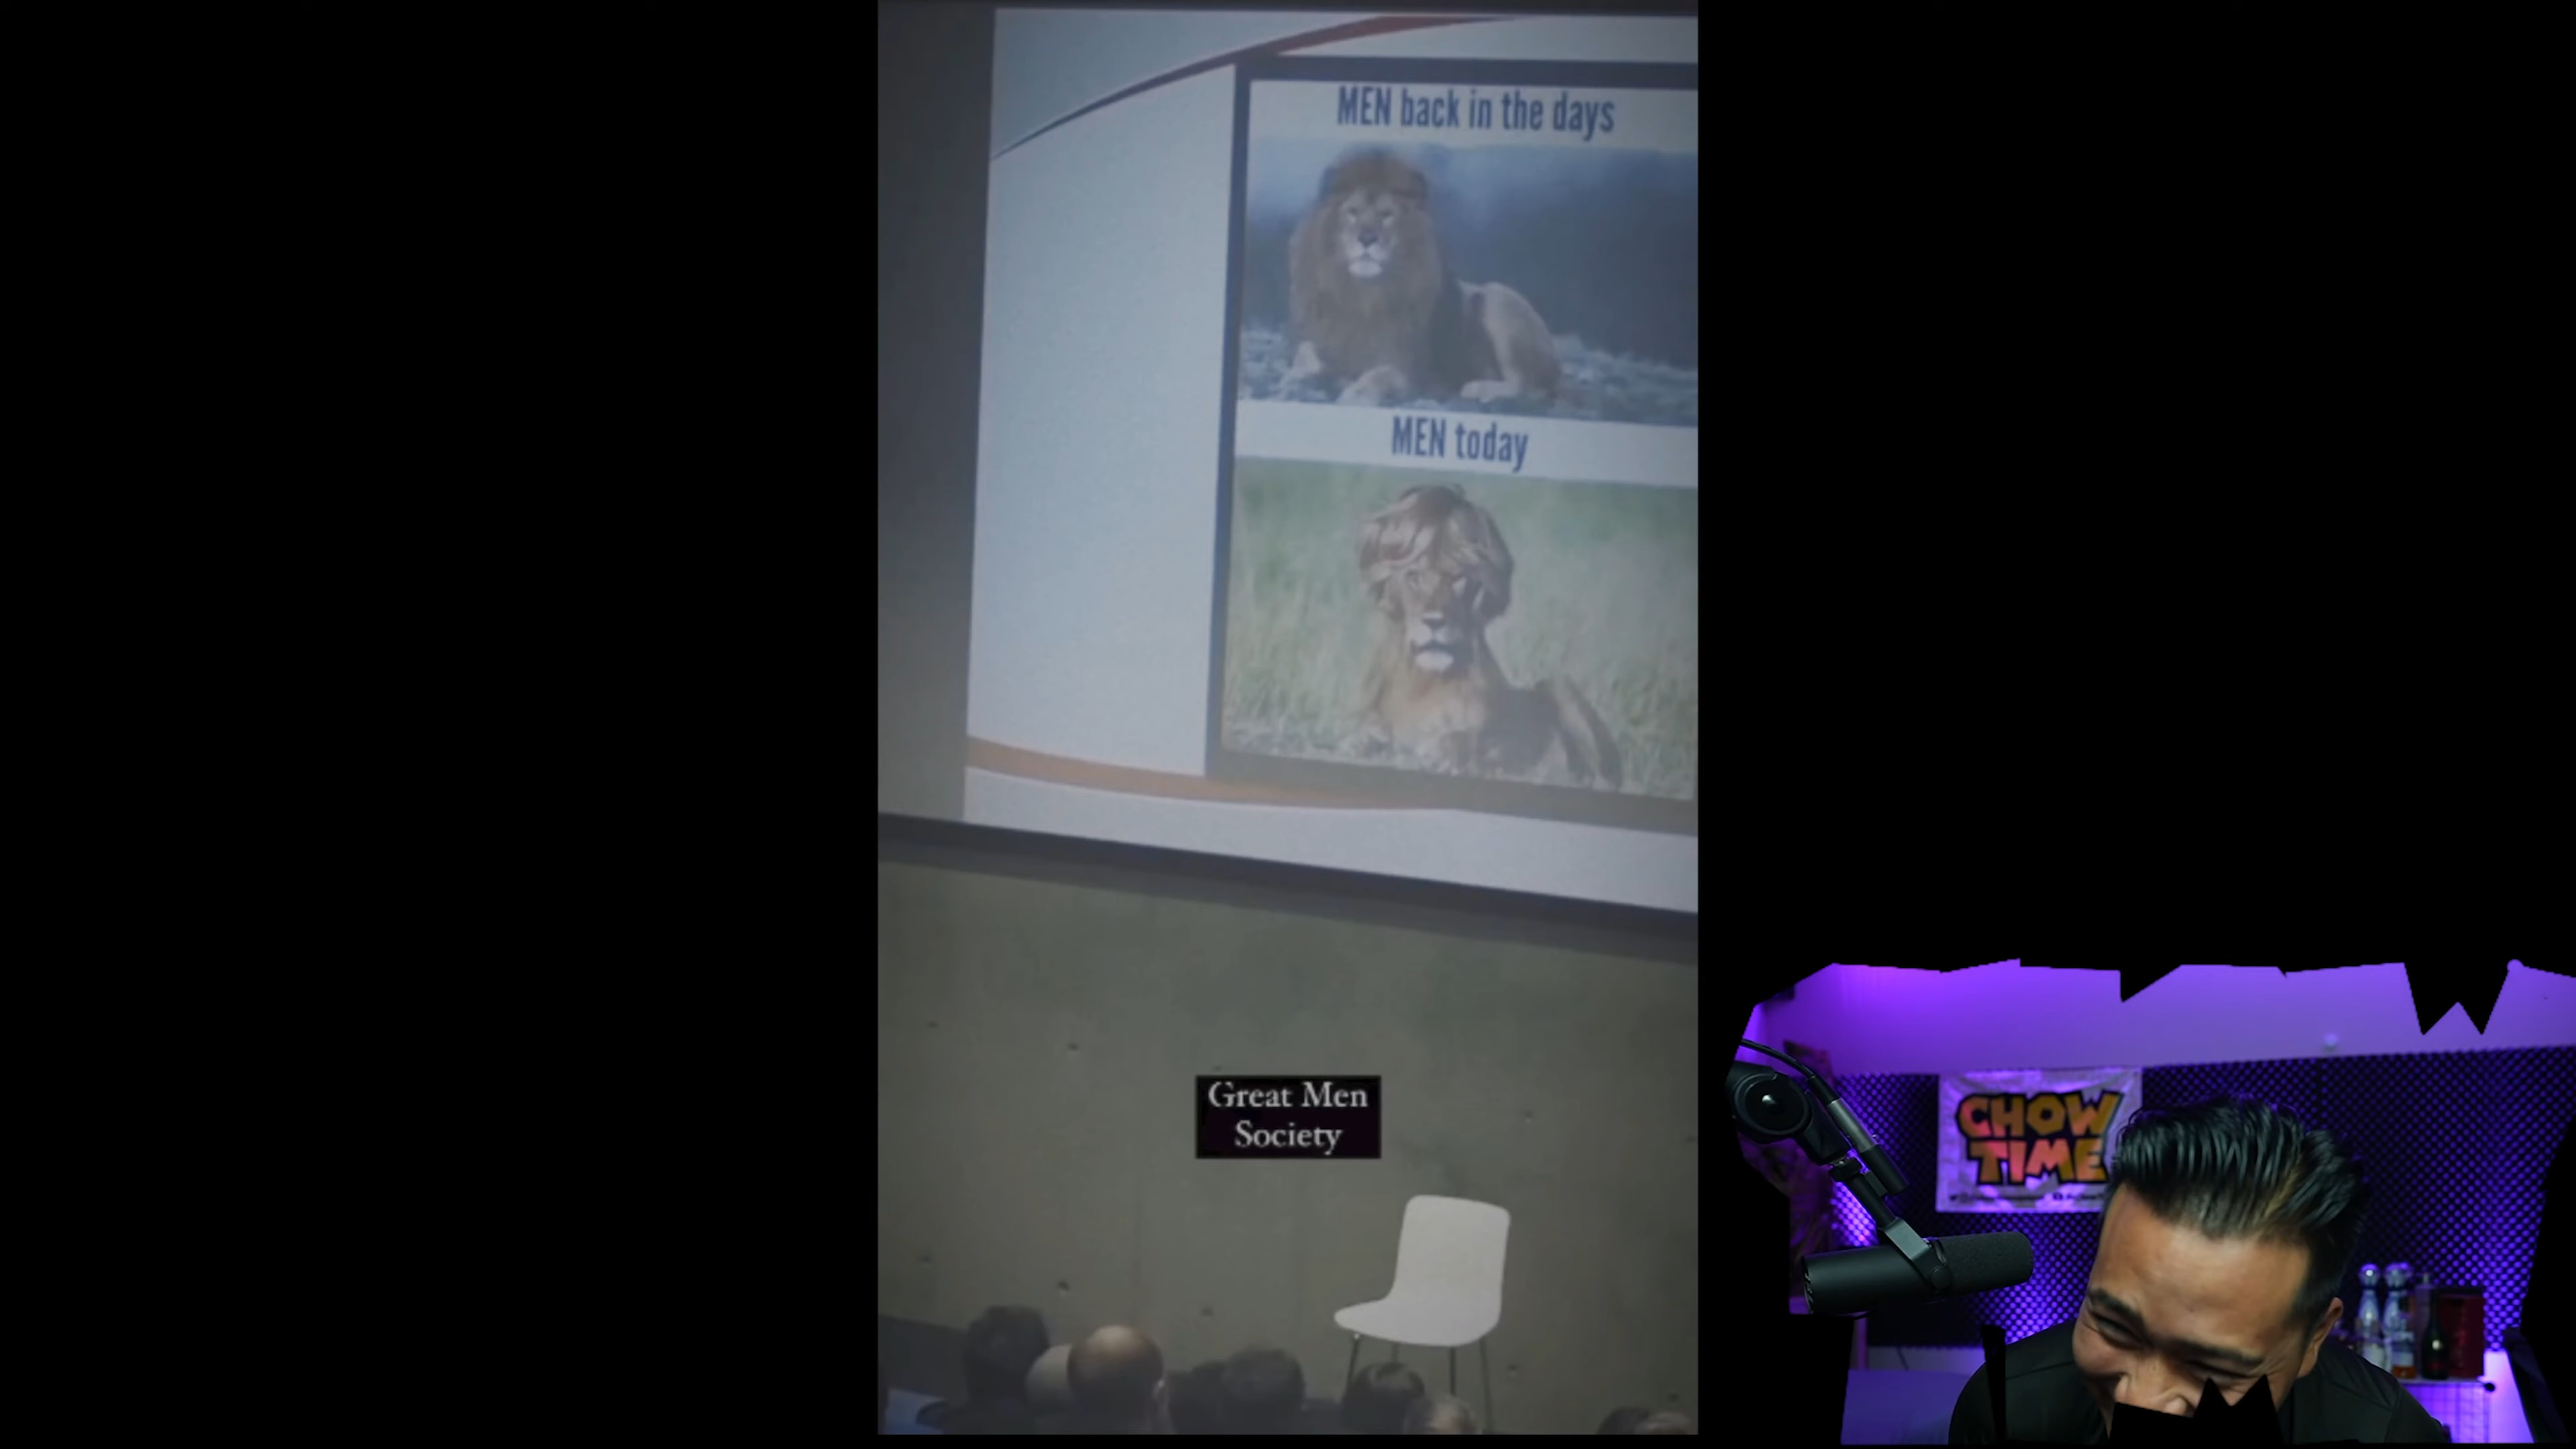 MEN back in the days
MEN today
Great Men
Society
CHOW
TIME